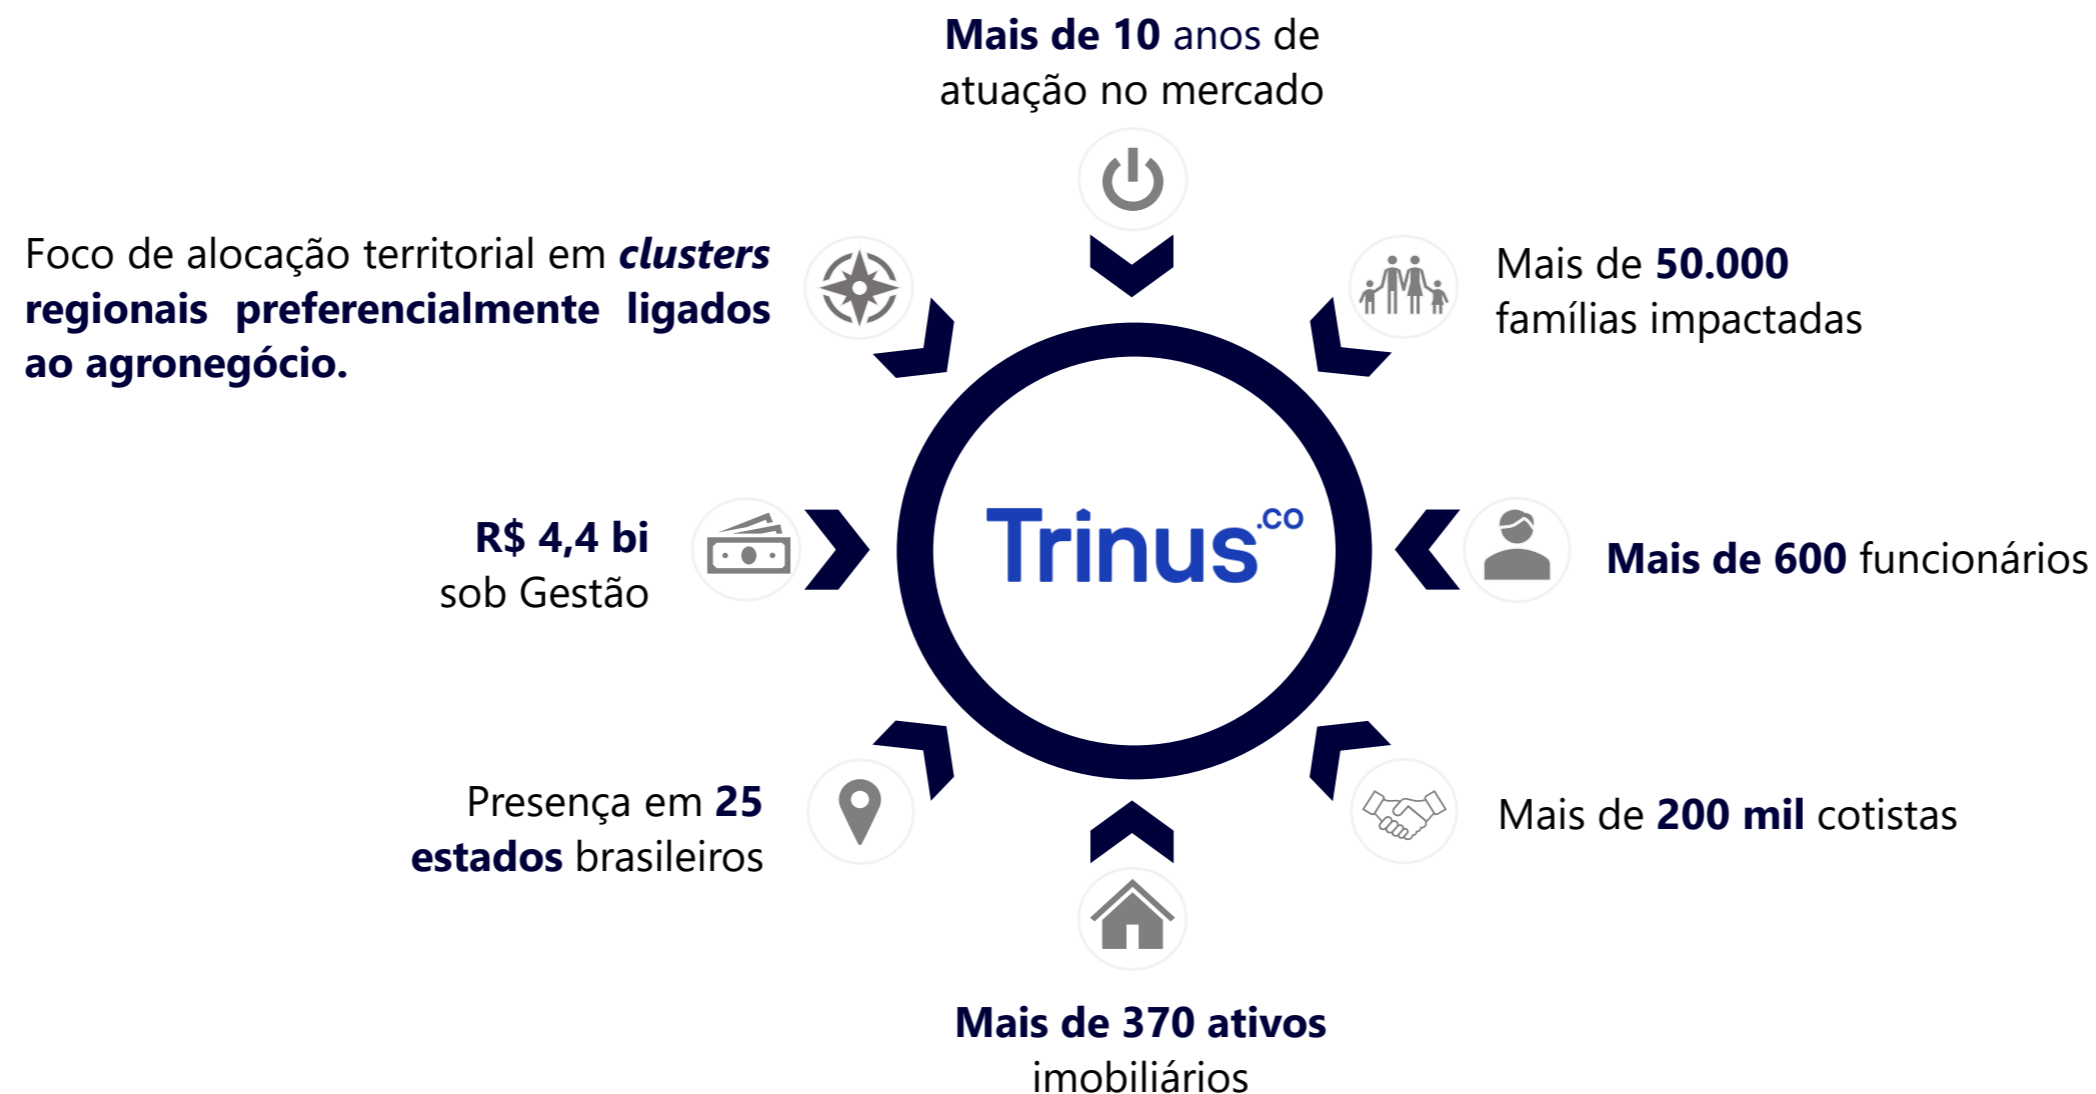 Mais de 10 anos de
atuação no mercado
Foco de alocação territorial em clusters
regionais preferencialmente ligados
ao agronegócio.
Mais de 50.000
famílias impactadas
R$ 4,4 bi
sob Gestão
Trinus.co
Mais de 600 funcionários
Presença em 25
estados brasileiros
Mais de 200 mil cotistas
Mais de 370 ativos
imobiliários